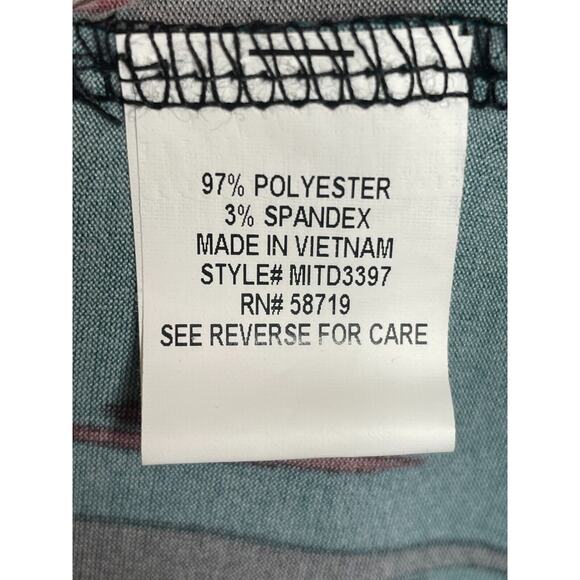 97% POLYESTER
3% SPANDEX
MADE IN VIETNAM
STYLE# MITD3397
RN# 58719
SEE REVERSE FOR CARE